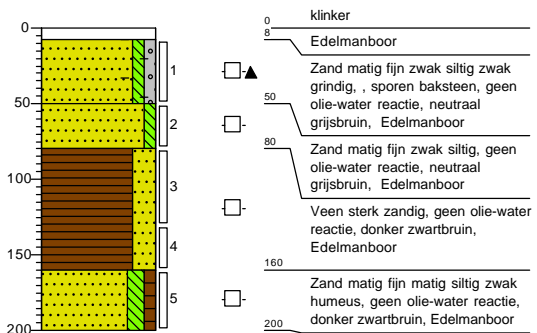 0
50
100
150
200
1
2
3
4
5
0
klinker
8
Edelmanboor
Zand matig fijn zwak siltig zwak
grindig, , sporen baksteen, geen
olie-water reactie, neutraal
grijsbruin, Edelmanboor
50
Zand matig fijn zwak siltig, geen
olie-water reactie, neutraal
grijsbruin, Edelmanboor
80
Veen sterk zandig, geen olie-water
reactie, donker zwartbruin,
Edelmanboor
160
Zand matig fijn matig siltig zwak
humeus, geen olie-water reactie,
donker zwartbruin, Edelmanboor
200